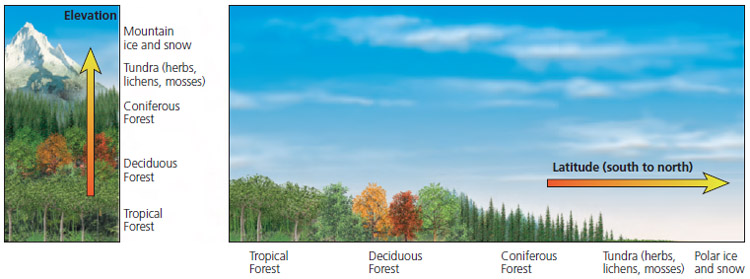 Elevation
Mountain
ice and snow
Tundra (herbs,
lichens, mosses)
Coniferous
Forest
Deciduous
Forest
Tropical
Forest
Latitude (south to north)
Tropical
Forest
Deciduous
Forest
Coniferous
Forest
Tundra (herbs,
lichens, mosses)
Polar ice
and snow